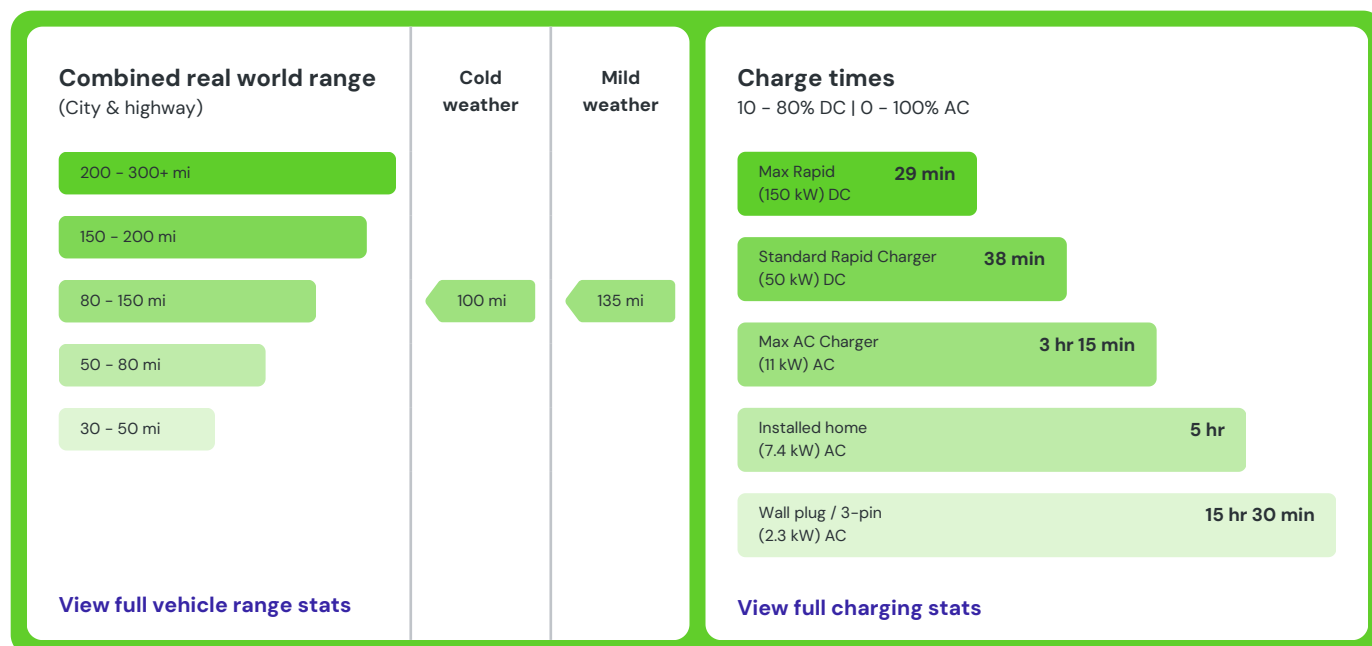 Combined real world range
(City & highway)
Cold
weather
Mild
weather
200 - 300+ mi
150 - 200 mi
80 - 150 mi
100 mi
135 mi
50 - 80 mi
30 - 50 mi
View full vehicle range stats
Charge times
10 - 80% DC | 0 - 100% AC
Max Rapid
(150 kW) DC
29 min
Standard Rapid Charger
(50 kW) DC
38 min
Max AC Charger
(11 kW) AC
3 hr 15 min
Installed home
(7.4 kW) AC
5 hr
Wall plug / 3-pin
(2.3 kW) AC
15 hr 30 min
View full charging stats